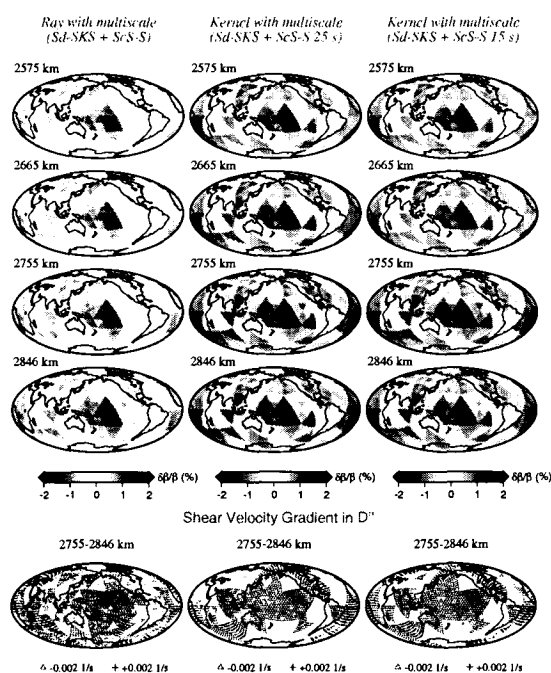 Ray with multiscale Kernel with multiscale Kernel with multiscale
(Sd-SKS + ScS-S) (Sd-SKS + ScS-S 25 s) (Sd-SKS + ScS-S 15 s)
2575 km 2575 km 2575 km
2665 km 2665 km 2665 km
2755 km 2755 km 2755 km
2846 km 2846 km 2846 km
δβ/β (%) δβ/β (%) δβ/β (%)
-2 -1 0 1 2 -2 -1 0 1 2 -2 -1 0 1 2
Shear Velocity Gradient in D"
2755-2846 km 2755-2846 km 2755-2846 km
△ -0.002 1/s + +0.002 1/s △ -0.002 1/s + +0.002 1/s △ -0.002 1/s + +0.002 1/s